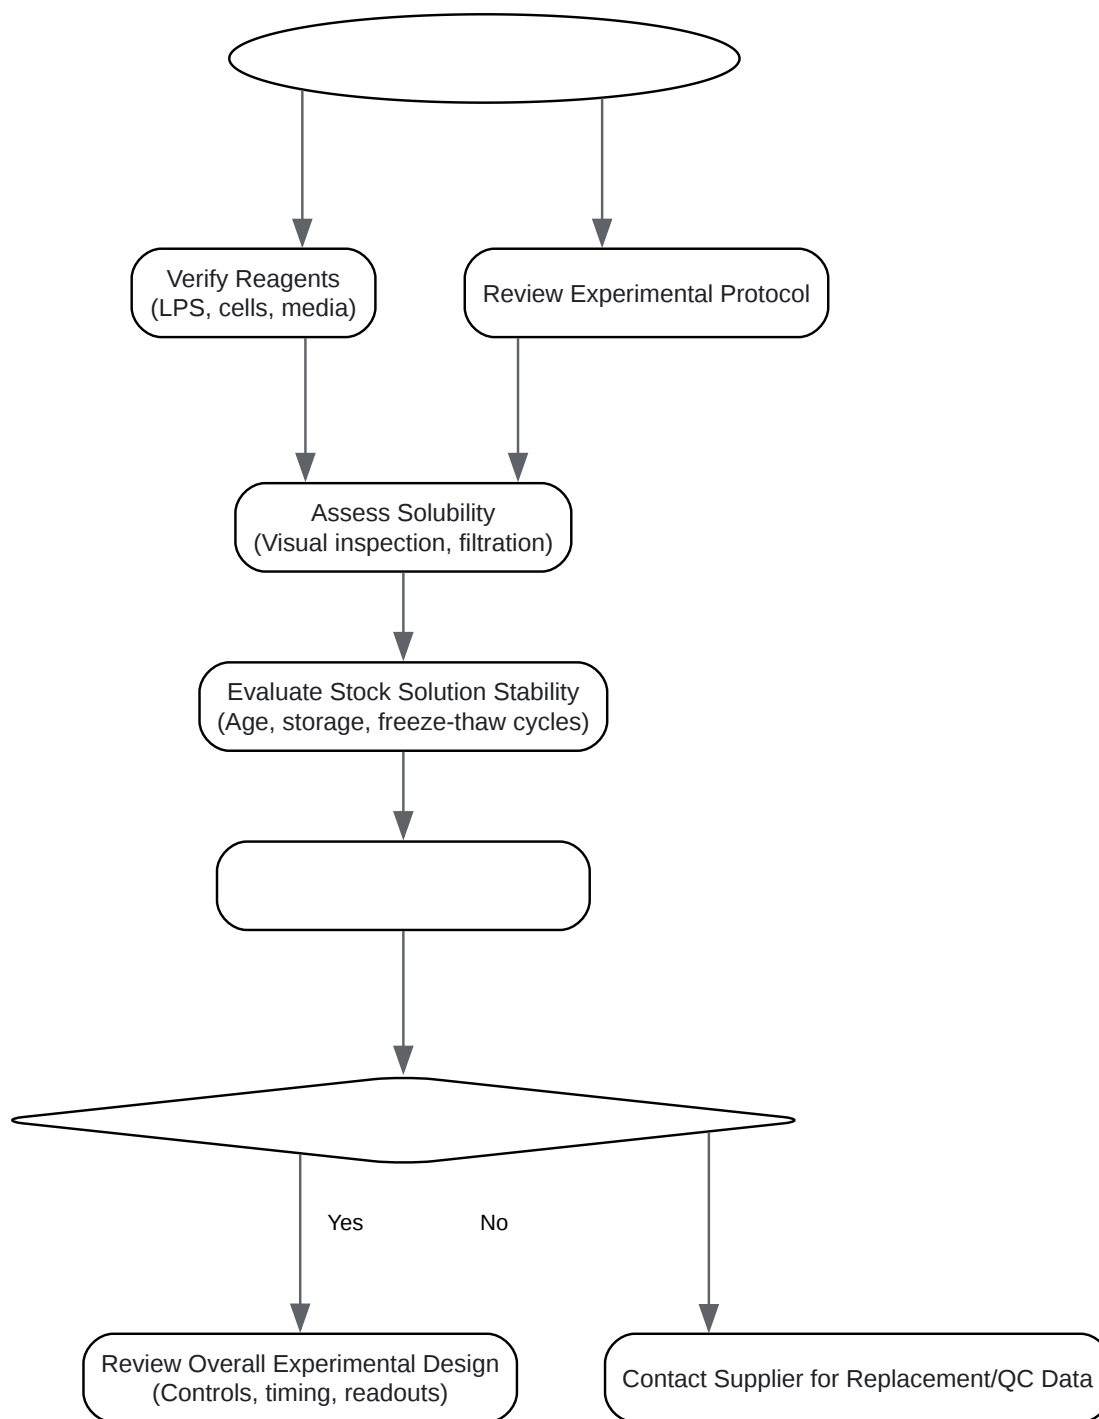 Verify Reagents
(LPS, cells, media)
Review Experimental Protocol
Assess Solubility
(Visual inspection, filtration)
Evaluate Stock Solution Stability
(Age, storage, freeze-thaw cycles)
Yes
No
Review Overall Experimental Design
(Controls, timing, readouts)
Contact Supplier for Replacement/QC Data